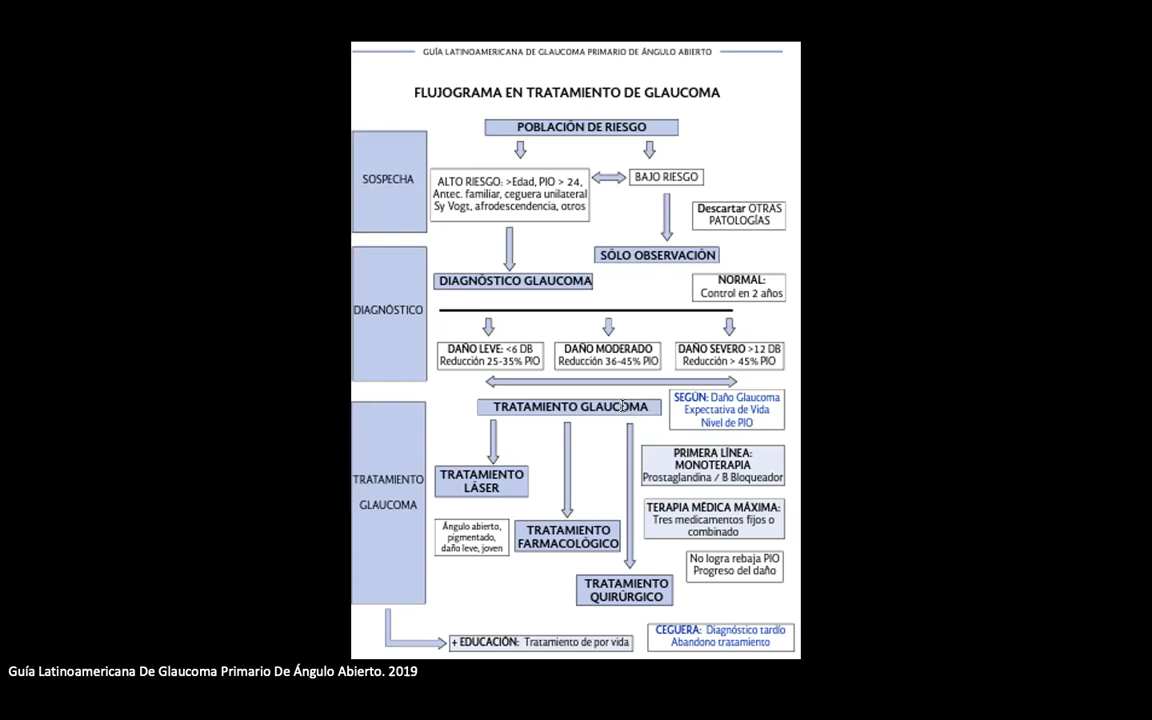 GUÍA LATINOAMERICANA DE GLAUCOMA PRIMARIO DE ÁNGULO ABIERTO
FLUJOGRAMA EN TRATAMIENTO DE GLAUCOMA
POBLACIÓN DE RIESGO
SOSPECHA
ALTO RIESGO: >Edad, PIO > 24,
Antec. familiar, ceguera unilateral
Sy Vogt, afrodescendencia, otros
BAJO RIESGO
Descartar OTRAS
PATOLOGÍAS
SÓLO OBSERVACIÓN
DIAGNÓSTICO GLAUCOMA
NORMAL:
Control en 2 años
DIAGNÓSTICO
DAÑO LEVE: <6 DB
Reducción 25-35% PIO
DAÑO MODERADO
Reducción 36-45% PIO
DAÑO SEVERO >12 DB
Reducción > 45% PIO
TRATAMIENTO GLAUCOMA
SEGÚN: Daño Glaucoma
Expectativa de Vida
Nivel de PIO
TRATAMIENTO
GLAUCOMA
TRATAMIENTO
LÁSER
PRIMERA LÍNEA:
MONOTERAPIA
Prostaglandina / B Bloqueador
Ángulo abierto,
pigmentado,
daño leve, joven
TRATAMIENTO
FARMACOLÓGICO
TERAPIA MÉDICA MÁXIMA:
Tres medicamentos fijos o
combinado
No logra rebaja PIO
Progreso del daño
TRATAMIENTO
QUIRÚRGICO
+ EDUCACIÓN: Tratamiento de por vida
CEGUERA: Diagnóstico tardío
Abandono tratamiento
Guía Latinoamericana De Glaucoma Primario De Ángulo Abierto. 2019